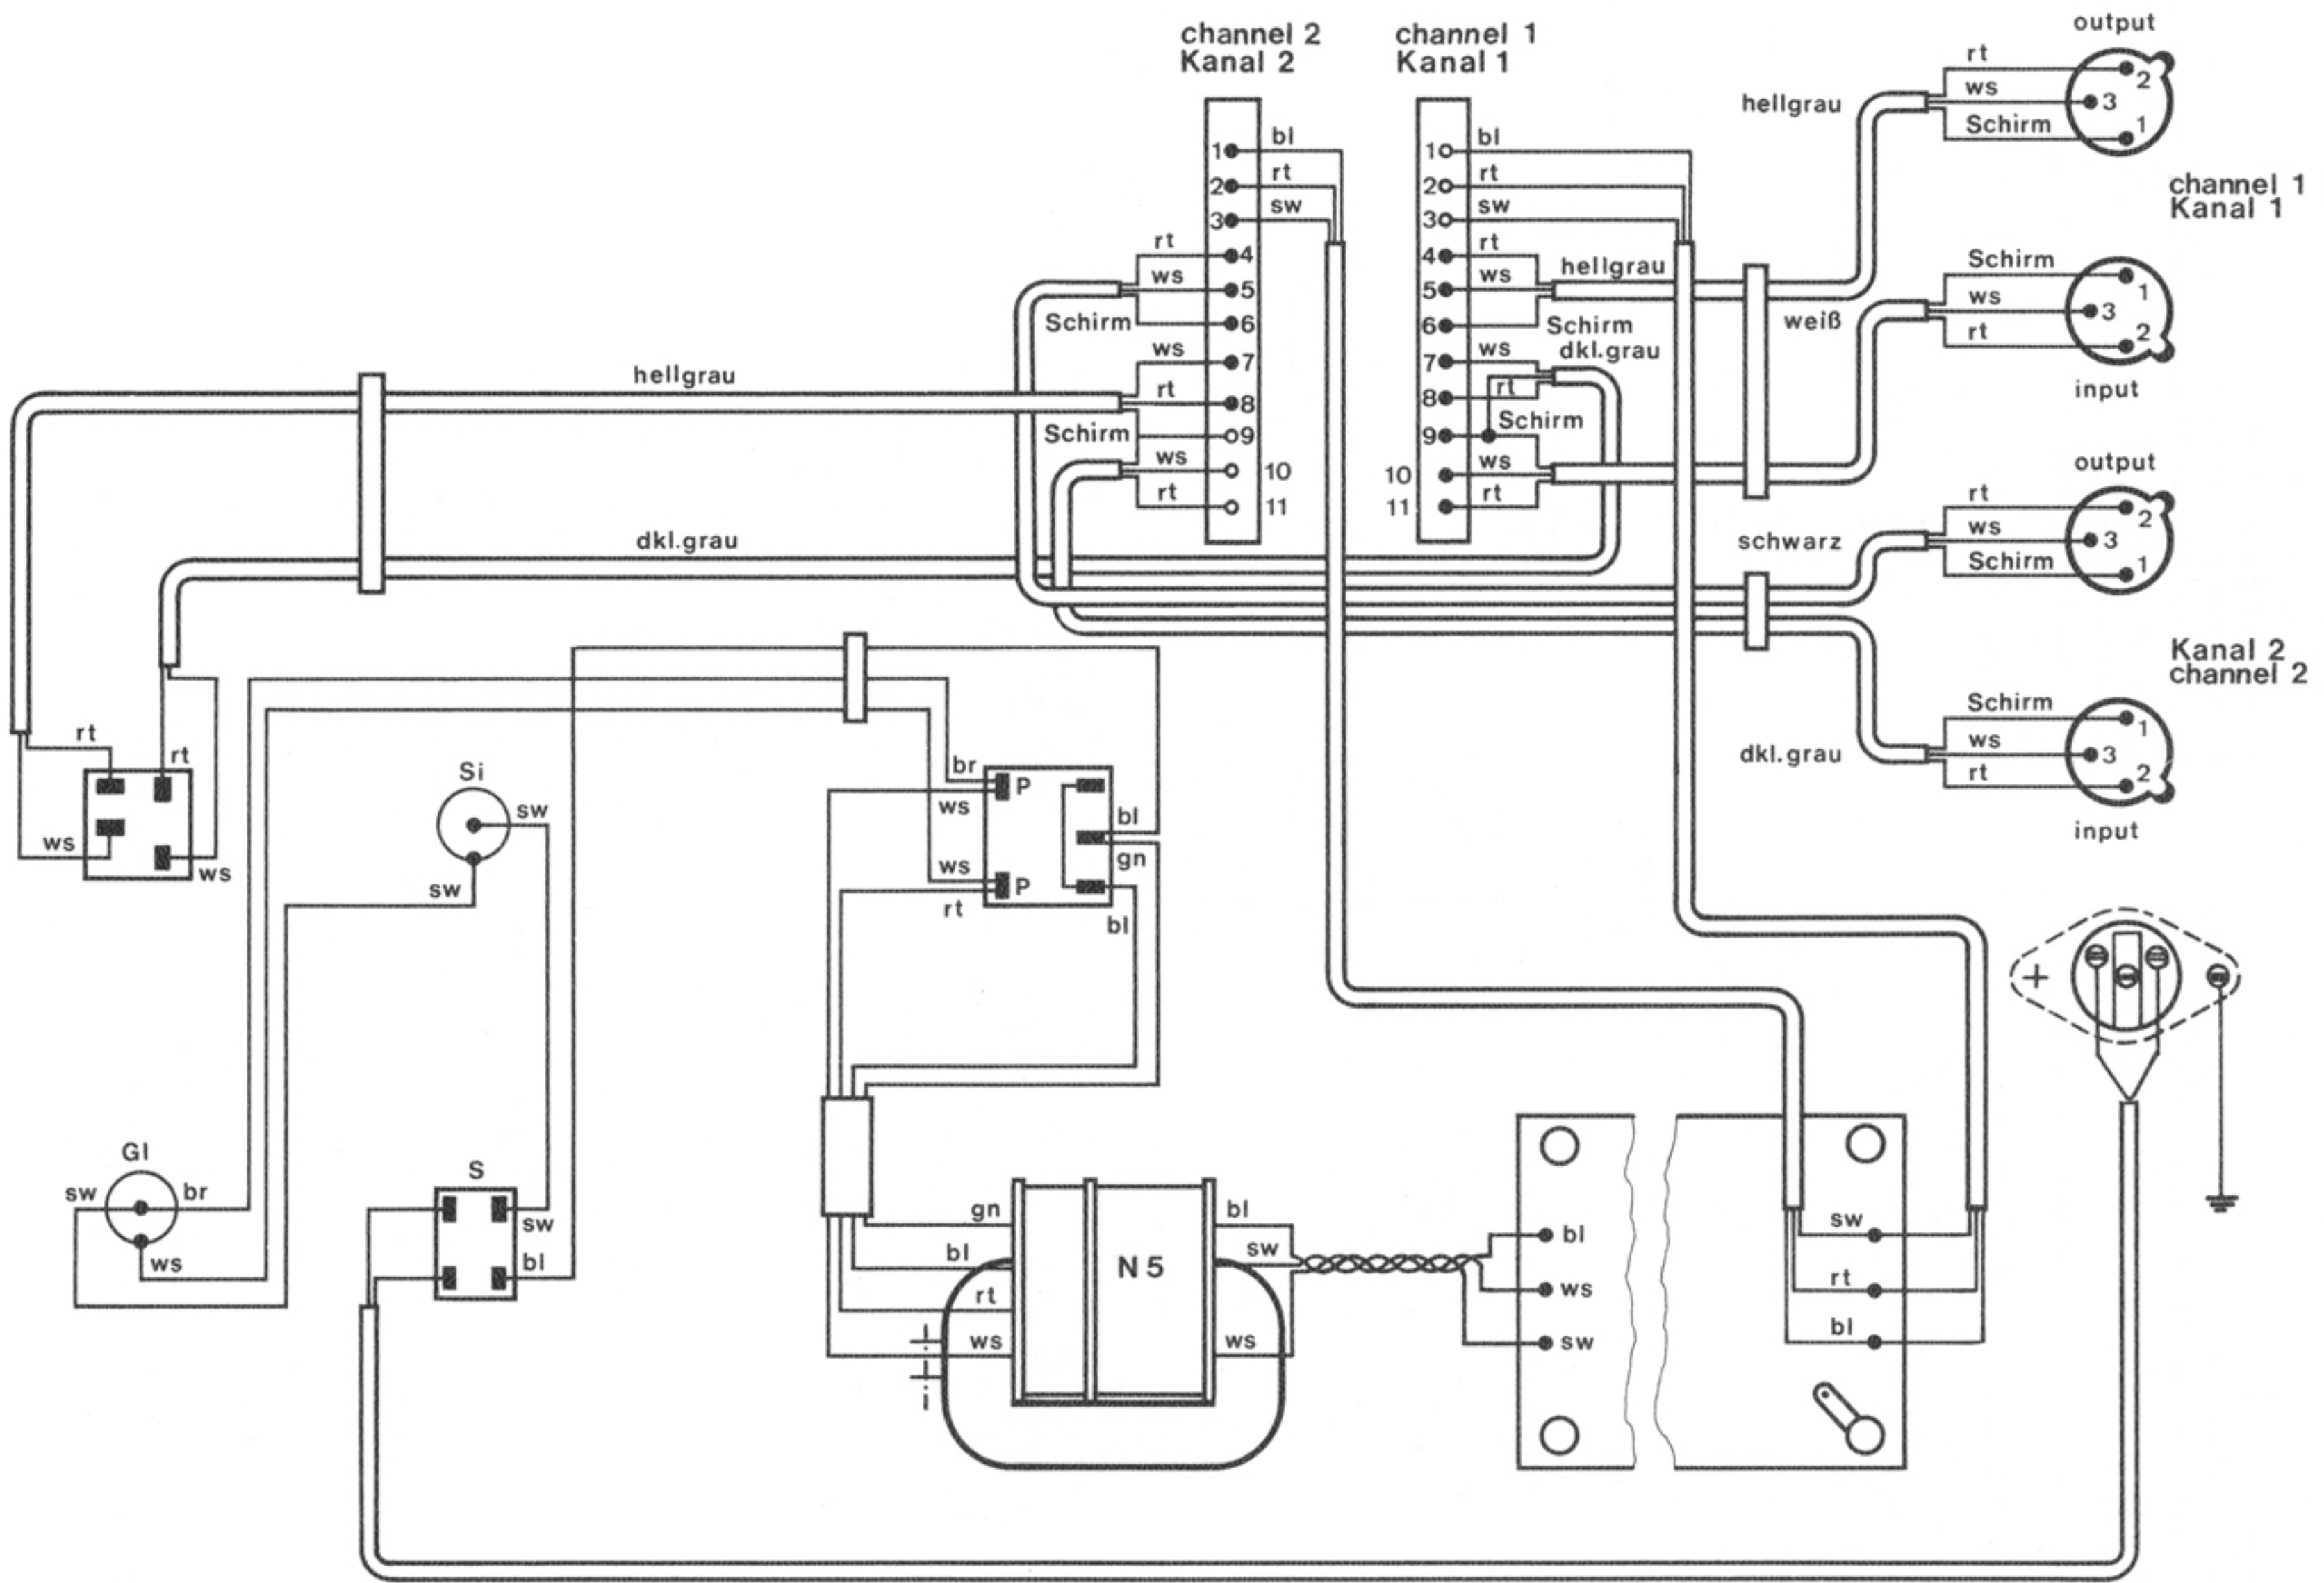 channel 2
Kanal 2
channel 1
Kanal 1
output
rt
ws
Schirm
2
3
1
hellgrau
channel 1
Kanal 1
1
bl
2
rt
3
sw
rt
4
ws
5
Schirm
6
ws
7
rt
8
Schirm
9
ws
10
rt
11
1
bl
2
rt
3
sw
4
rt
5
ws
hellgrau
6
Schirm
dkl.grau
7
ws
8
rt
9
Schirm
10
ws
11
rt
weiß
Schirm
ws
rt
1
3
2
input
output
schwarz
rt
ws
Schirm
2
3
1
Kanal 2
channel 2
dkl.grau
Schirm
ws
rt
1
3
2
input
hellgrau
dkl.grau
rt
rt
ws
ws
Si
sw
sw
br
P
ws
ws
P
rt
bl
gn
bl
Gl
sw
br
ws
S
sw
bl
gn
bl
rt
ws
N5
bl
sw
ws
bl
ws
sw
sw
rt
bl